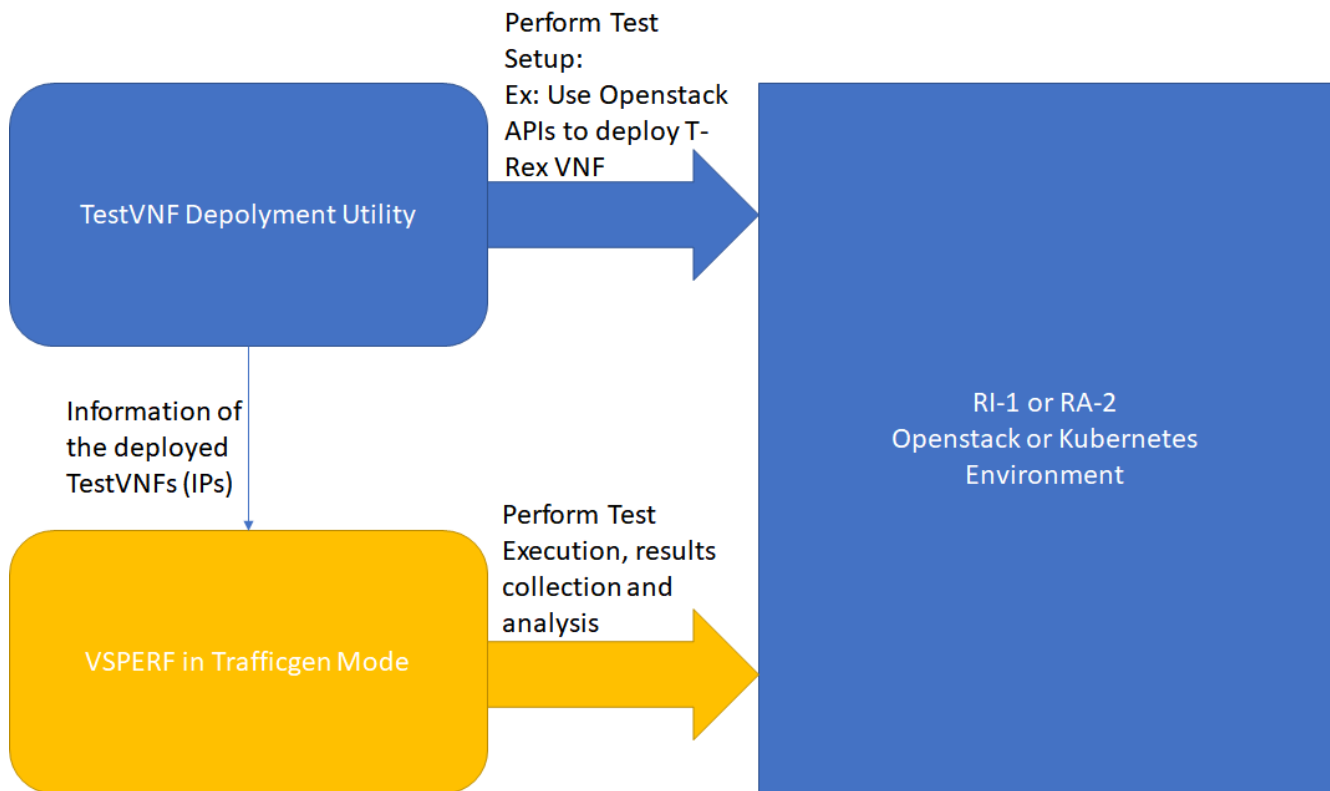 Perform Test
Setup:
Ex: Use Openstack
APIs to deploy T-
Rex VNF
TestVNF Depolyment Utility
Information of
the deployed
TestVNFs (IPs)
RI-1 or RA-2
Openstack or Kubernetes
Environment
Perform Test
Execution, results
collection and
analysis
VSPERF in Trafficgen Mode